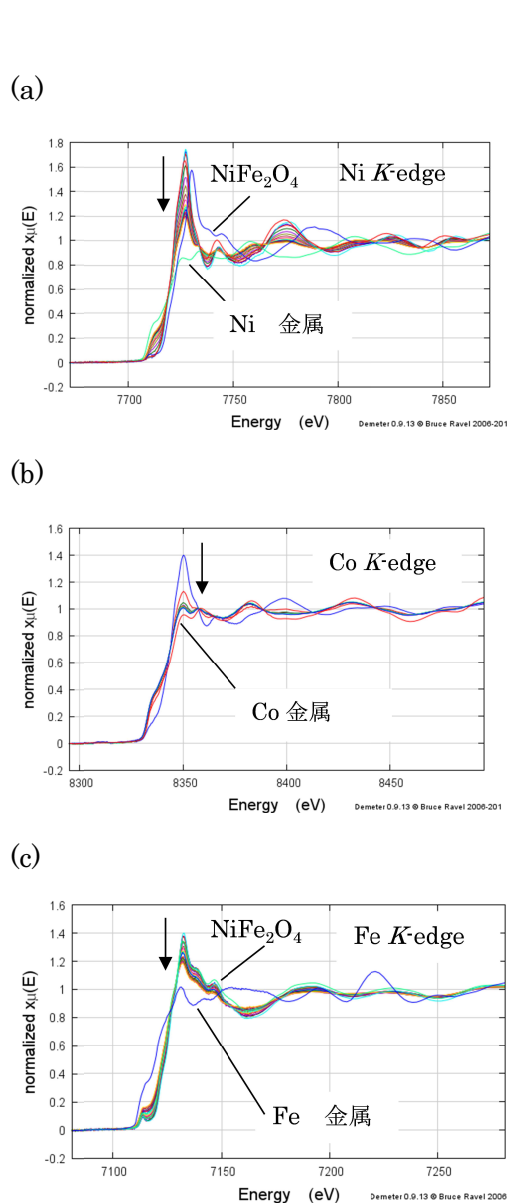 (a)
1.8
1.6
1.4
1.2
1
0.8
0.6
0.4
0.2
0
-0.2
normalized xμ(E)
NiFe2O4
Ni K-edge
Ni 金属
7700
7750
7800
7850
Energy (eV)
Demeter 0.9.13 © Bruce Ravel 2006-201
(b)
1.6
1.4
1.2
1
0.8
0.6
0.4
0.2
0
-0.2
normalized xμ(E)
Co K-edge
Co 金属
8300
8350
8400
8450
Energy (eV)
Demeter 0.9.13 © Bruce Ravel 2006-201
(c)
1.6
1.4
1.2
1
0.8
0.6
0.4
0.2
0
-0.2
normalized xμ(E)
NiFe2O4
Fe K-edge
Fe 金属
7100
7150
7200
7250
Energy (eV)
Demeter 0.9.13 © Bruce Ravel 2006